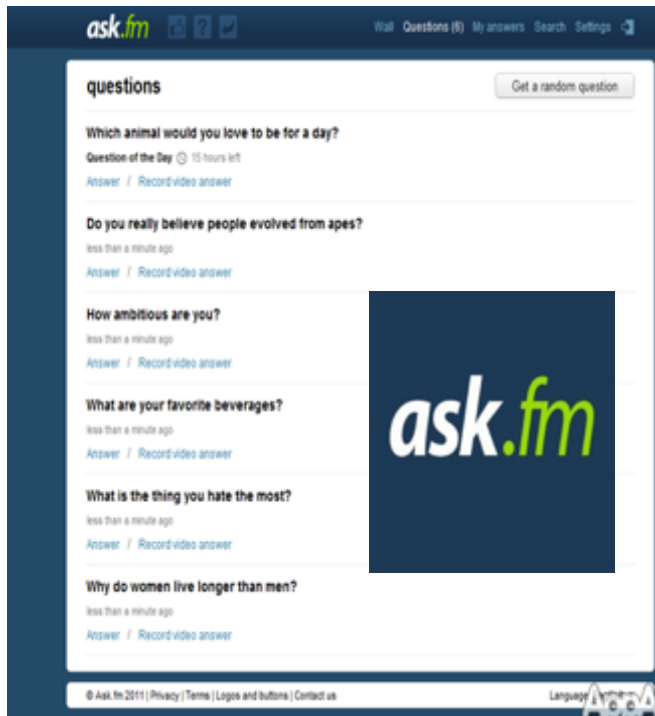 ask.fm
Wall Questions (6) My answers Search Settings
questions
Get a random question
Which animal would you love to be for a day?
Question of the Day 15 hours left
Answer / Record video answer
Do you really believe people evolved from apes?
less than a minute ago
Answer / Record video answer
How ambitious are you?
less than a minute ago
Answer / Record video answer
What are your favorite beverages?
less than a minute ago
Answer / Record video answer
ask.fm
What is the thing you hate the most?
less than a minute ago
Answer / Record video answer
Why do women live longer than men?
less than a minute ago
Answer / Record video answer
© Ask.fm 2011 | Privacy | Terms | Logos and buttons | Contact us
Language